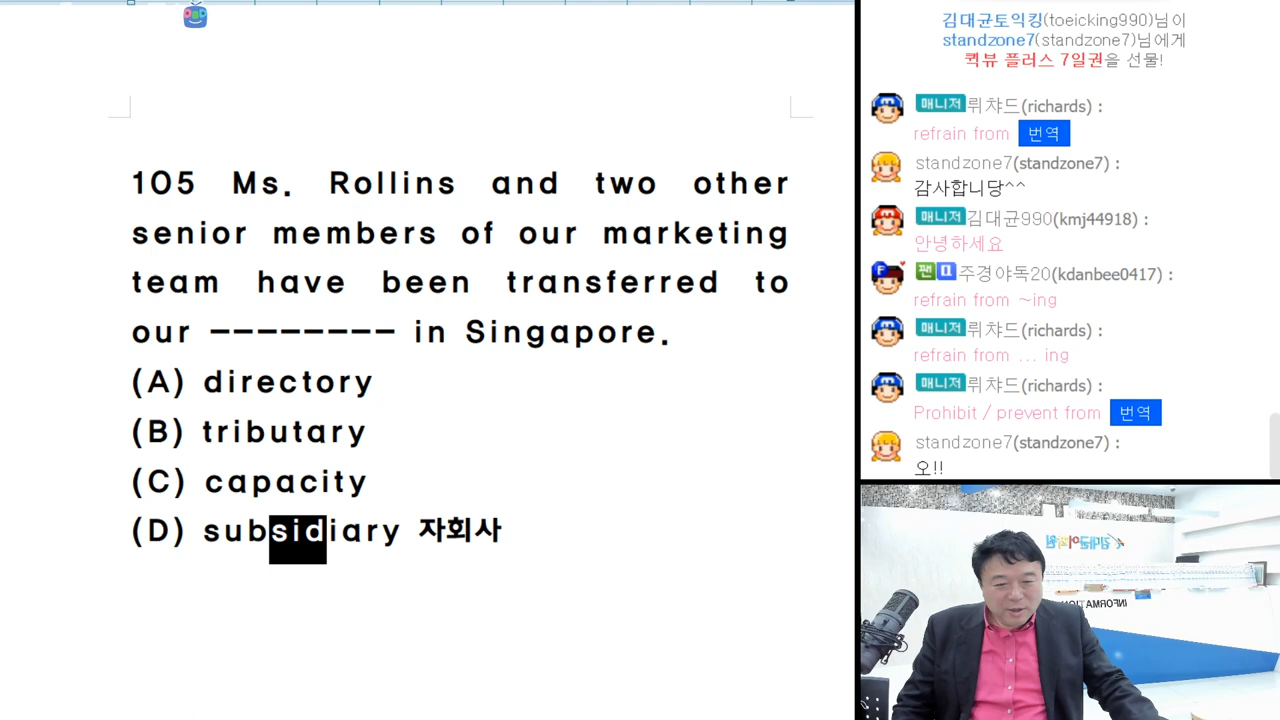 105 Ms. Rollins and two other
senior members of our marketing
team have been transferred to
our -------- in Singapore.
(A) directory
(B) tributary
(C) capacity
(D) subsidiary 자회사
김대균토익킹(toeicking990)님이
standzone7(standzone7)님에게
퀵뷰 플러스 7일권을 선물!
매니저 뤼챠드(richards) :
refrain from 번역
standzone7(standzone7) :
감사합니당^^
매니저 김대균990(kmj44918) :
안녕하세요
팬 주경야독20(kdanbee0417) :
refrain from ~ing
매니저 뤼챠드(richards) :
refrain from ... ing
매니저 뤼챠드(richards) :
Prohibit / prevent from 번역
standzone7(standzone7) :
오!!